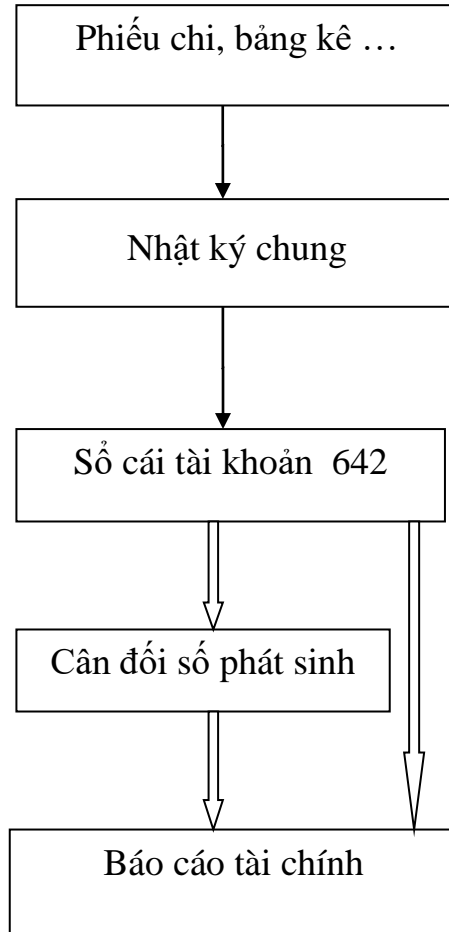 Phiếu chi, bảng kê …
Nhật ký chung
Sổ cái tài khoản 642
Cân đối số phát sinh
Báo cáo tài chính